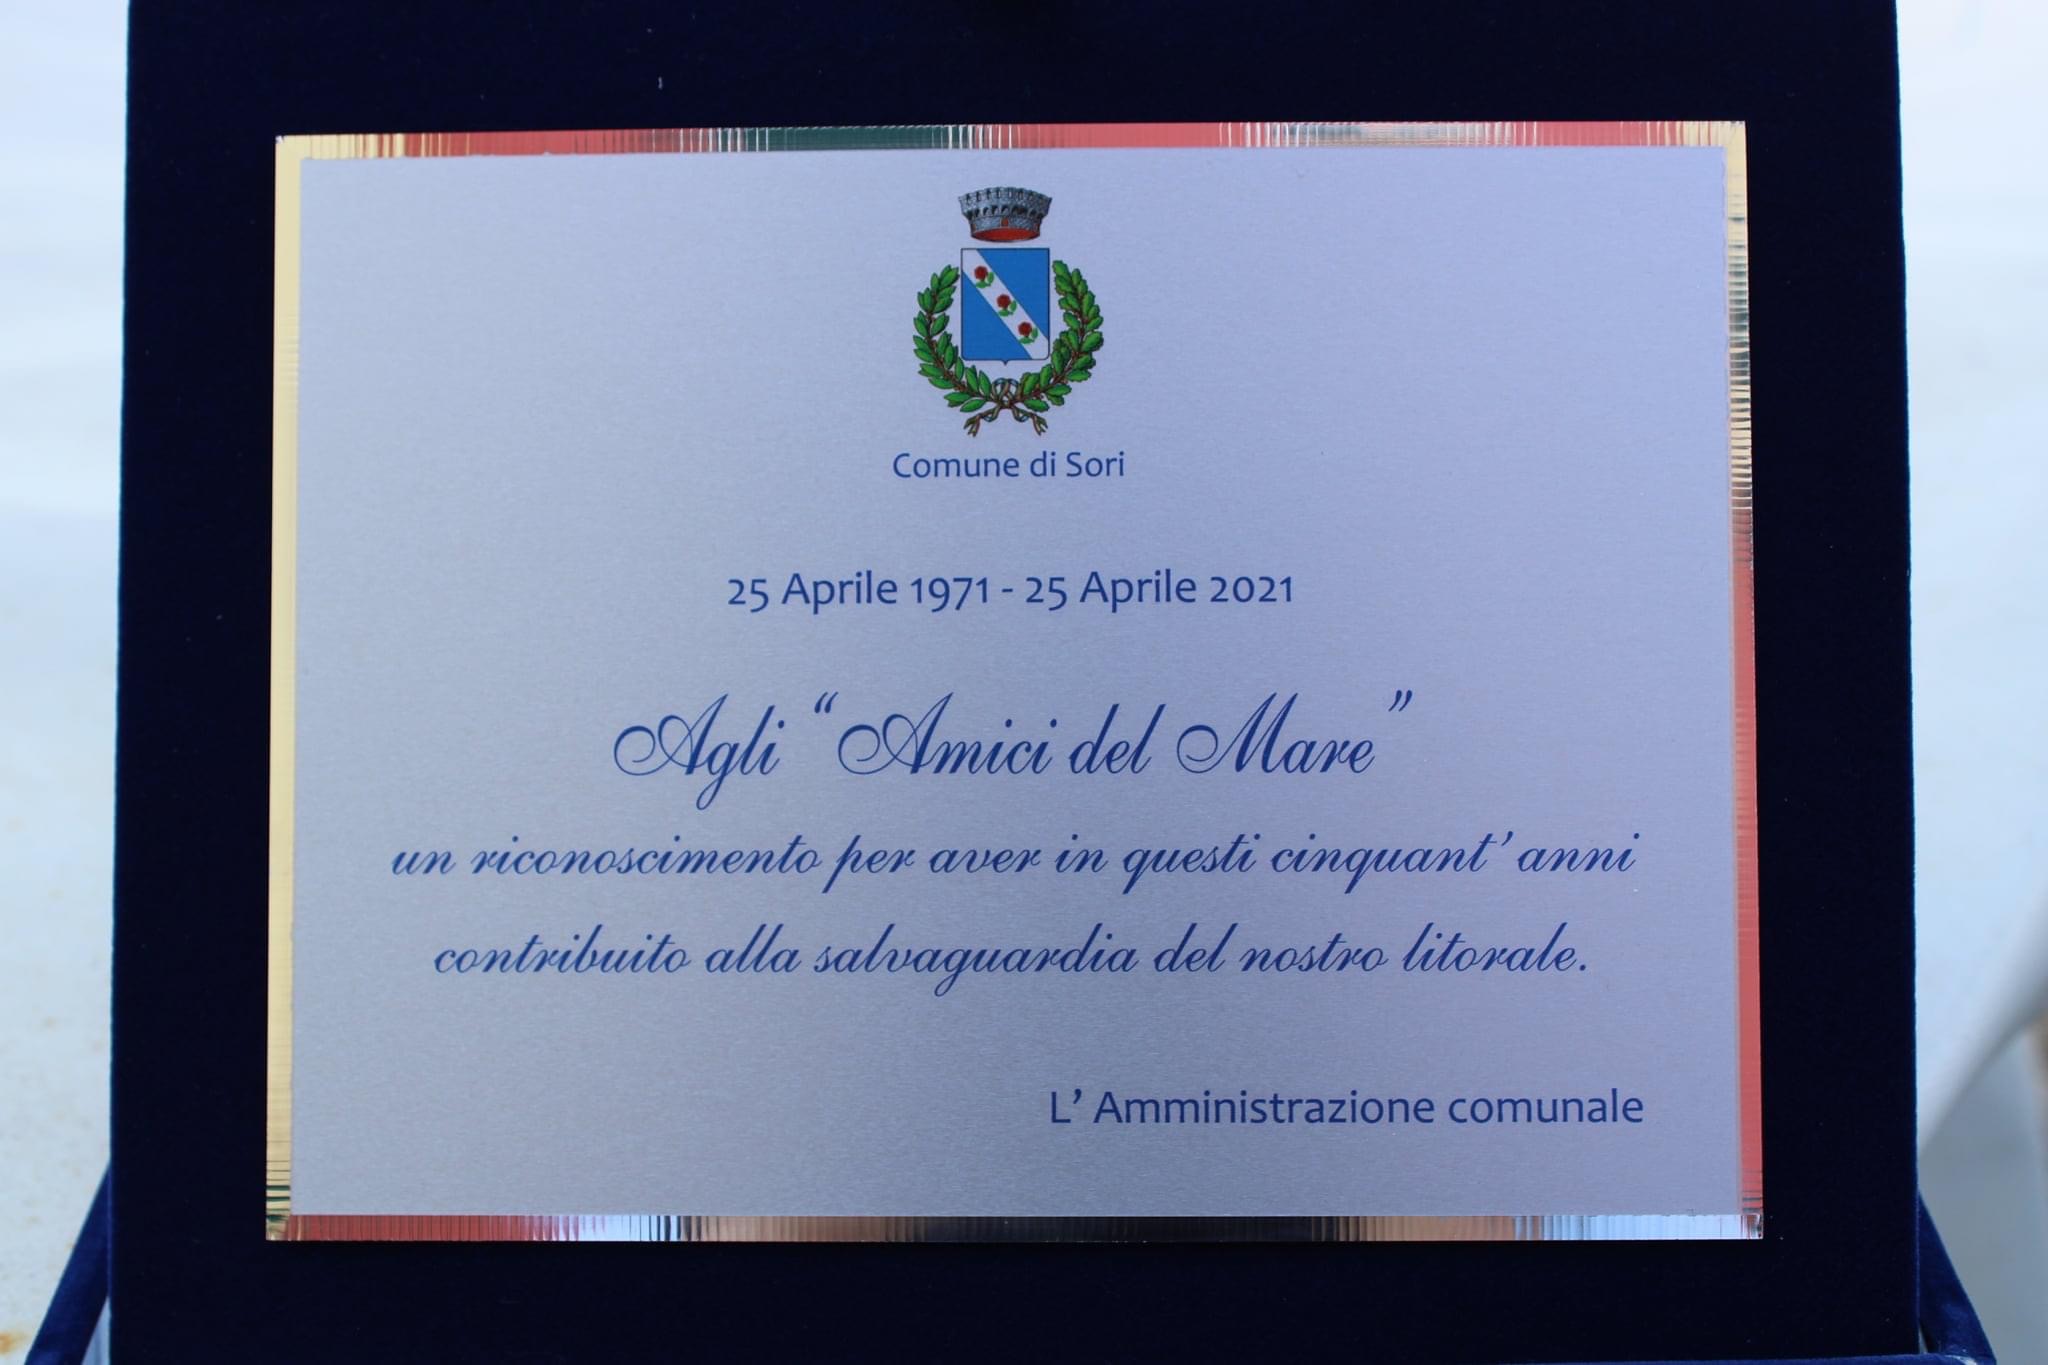 Comune di Sori
25 Aprile 1971 - 25 Aprile 2021
Agli “Amici del Mare”
un riconoscimento per aver in questi cinquant’ anni
contribuito alla salvaguardia del nostro litorale.
L’ Amministrazione comunale